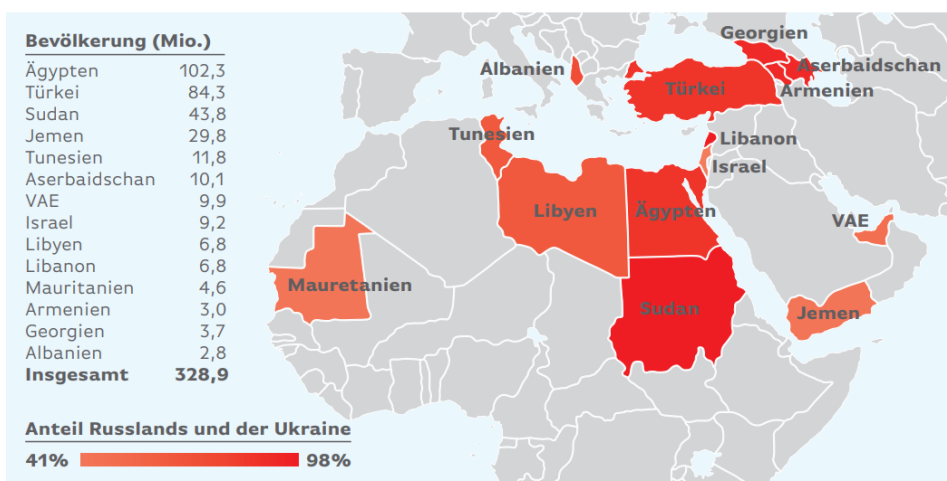 Bevölkerung (Mio.)
Ägypten 102,3
Türkei 84,3
Sudan 43,8
Jemen 29,8
Tunesien 11,8
Aserbaidschan 10,1
VAE 9,9
Israel 9,2
Libyen 6,8
Libanon 6,8
Mauritanien 4,6
Armenien 3,0
Georgien 3,7
Albanien 2,8
Insgesamt 328,9
Anteil Russlands und der Ukraine
41% 98%
Georgien
Albanien
Aserbaidschan
Türkei
Armenien
Tunesien
Libanon
Israel
Libyen
Ägypten
VAE
Mauretanien
Sudan
Jemen